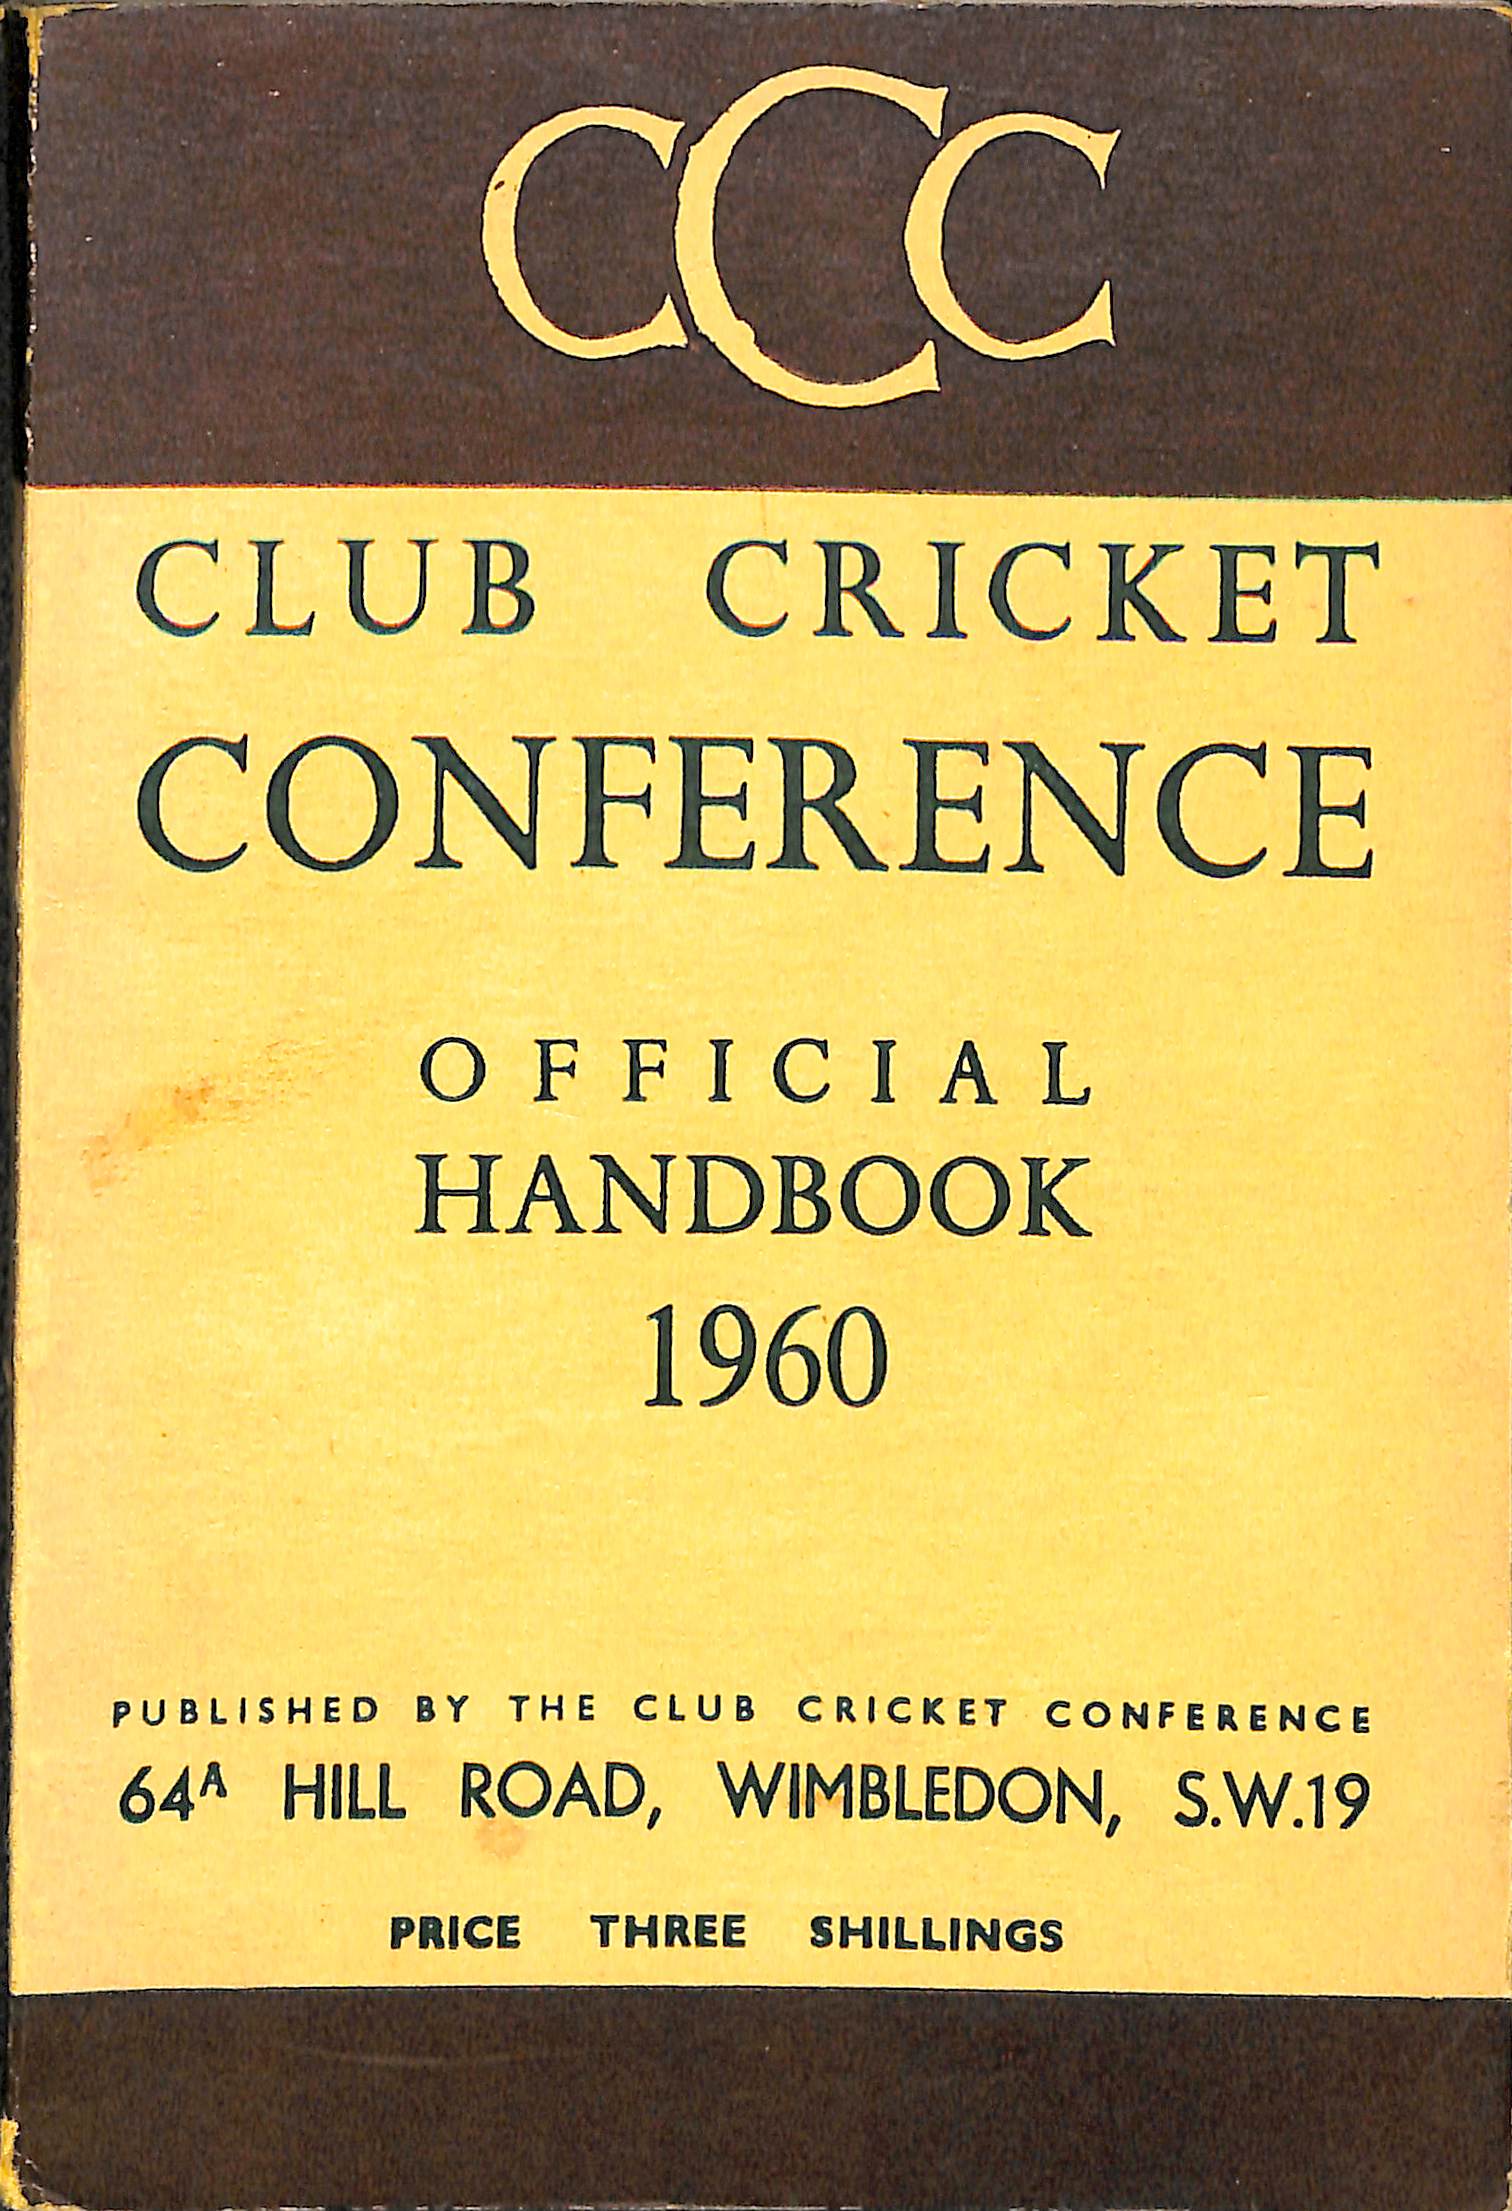 CCC
CLUB CRICKET
CONFERENCE
OFFICIAL
HANDBOOK
1960
PUBLISHED BY THE CLUB CRICKET CONFERENCE
64A HILL ROAD, WIMBLEDON, S.W.19
PRICE THREE SHILLINGS